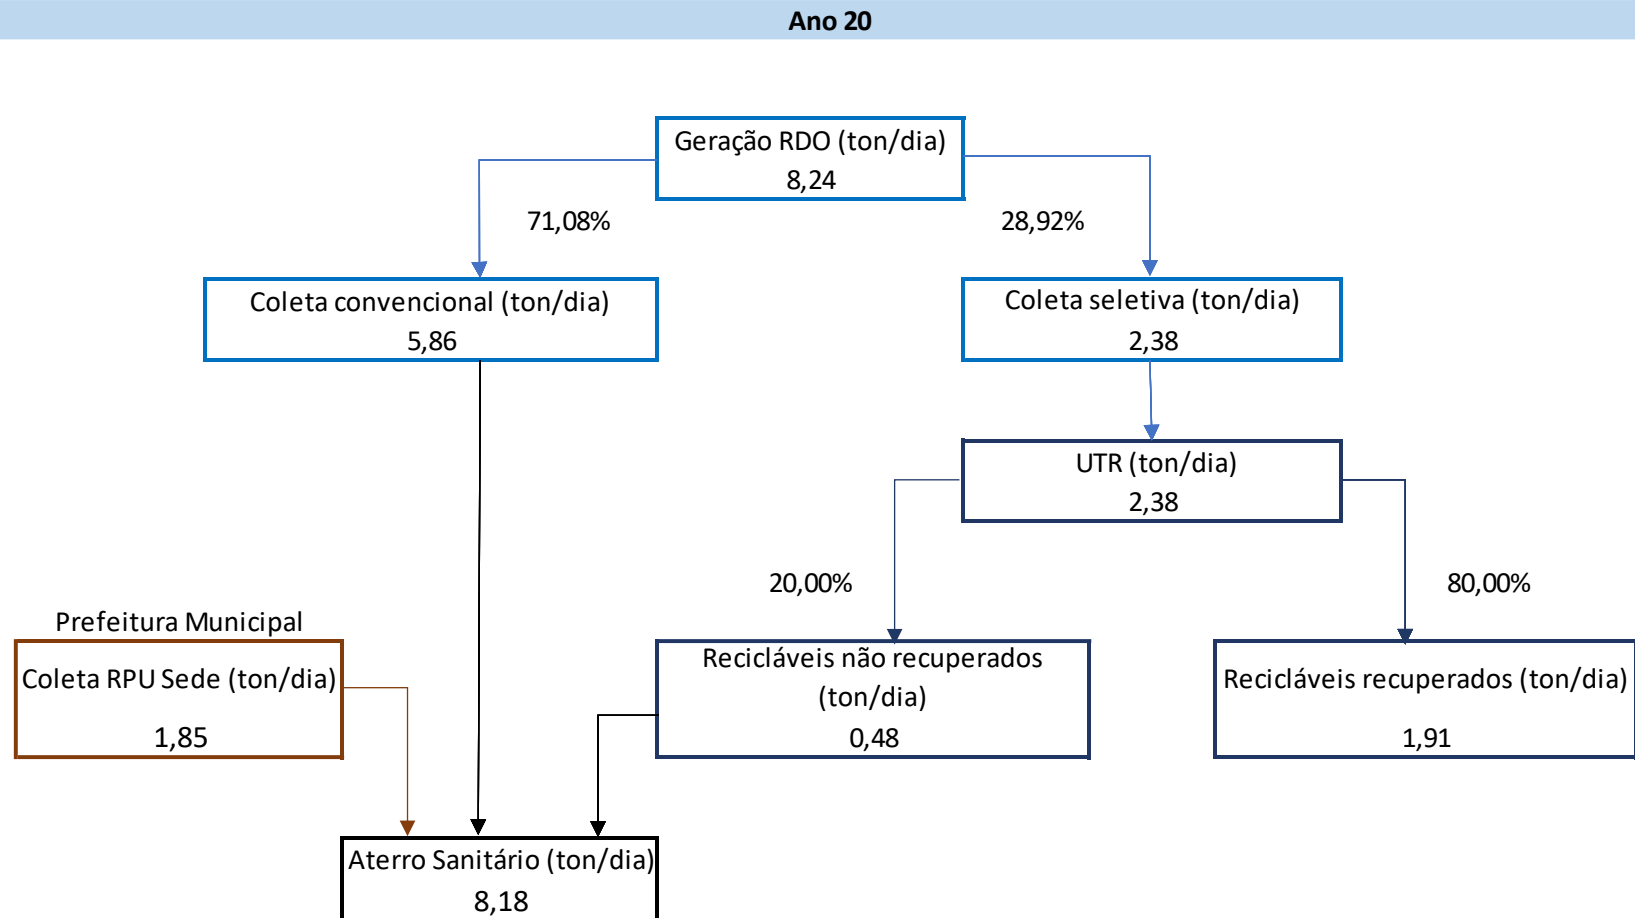 Ano 20
Geração RDO (ton/dia)
8,24
71,08%
28,92%
Coleta convencional (ton/dia)
5,86
Coleta seletiva (ton/dia)
2,38
UTR (ton/dia)
2,38
20,00%
80,00%
Prefeitura Municipal
Coleta RPU Sede (ton/dia)
1,85
Recicláveis não recuperados
(ton/dia)
0,48
Recicláveis recuperados (ton/dia)
1,91
Aterro Sanitário (ton/dia)
8,18